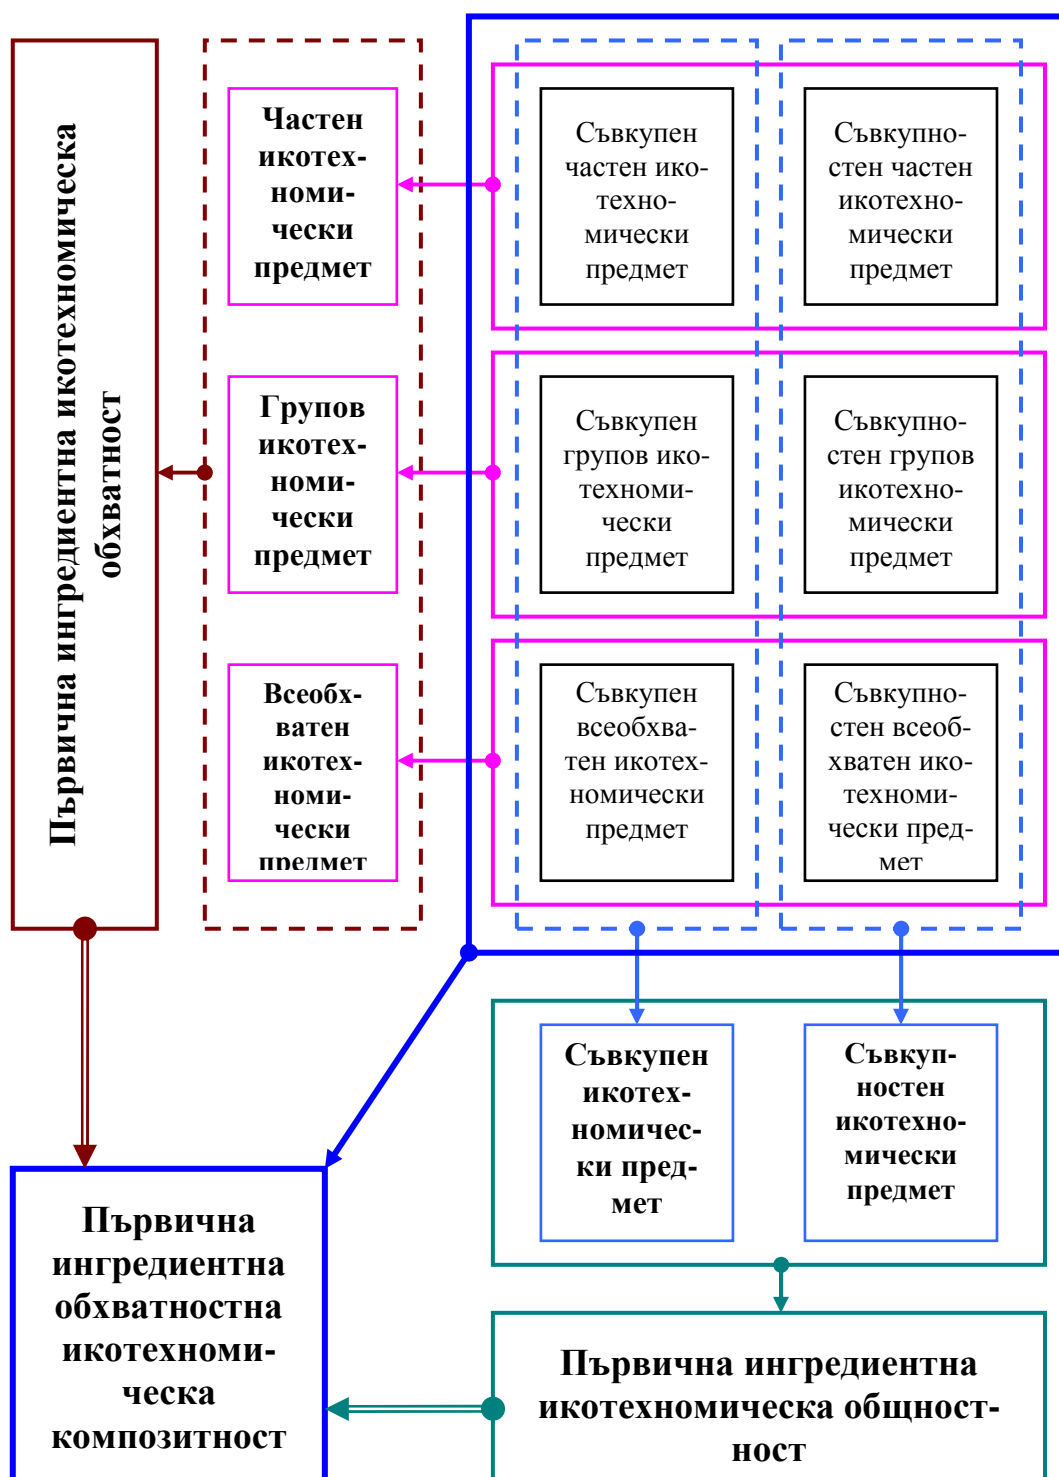 Първична ингредиентна икотехномическа
обхватност
Частен
икотех-
номи-
чески
предмет
Съвкупен
частен ико-
техно-
мически
предмет
Съвкупно-
стен частен
икотехно-
мически
предмет
Групов
икотех-
номи-
чески
предмет
Съвкупен
групов ико-
техноми-
чески
предмет
Съвкупно-
стен групов
икотехно-
мически
предмет
Всеобх-
ватен
икотех-
номи-
чески
предмет
Съвкупен
всеобхва-
тен икотех-
номически
предмет
Съвкупно-
стен всеоб-
хватен ико-
техноми-
чески пред-
мет
Съвкупен
икотех-
номичес-
ки пред-
мет
Съвкуп-
ностен
икотехно-
мически
предмет
Първична
ингредиентна
обхватностна
икотехноми-
ческа
композитност
Първична ингредиентна
икотехномическа общност-
ност